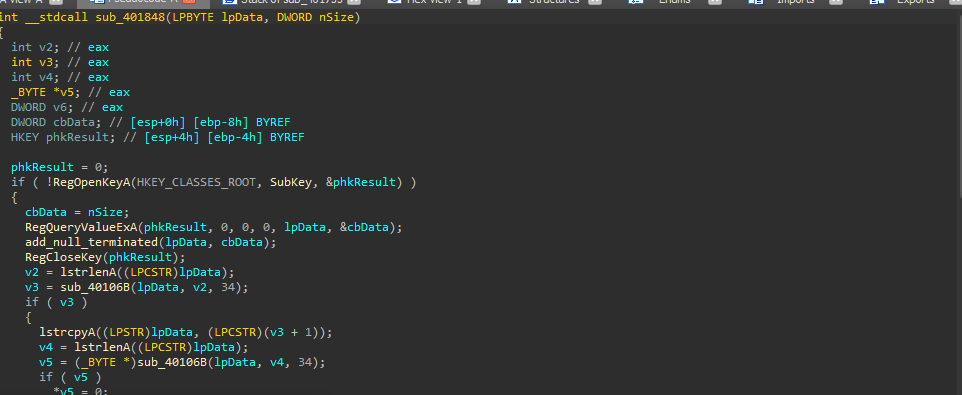 Stack of sub_401755
Hex View-1
Structures
Enums
Imports
Exports
int __stdcall sub_401848(LPBYTE lpData, DWORD nSize)
{
int v2; // eax
int v3; // eax
int v4; // eax
_BYTE *v5; // eax
DWORD v6; // eax
DWORD cbData; // [esp+0h] [ebp-8h] BYREF
HKEY phkResult; // [esp+4h] [ebp-4h] BYREF
phkResult = 0;
if ( !RegOpenKeyA(HKEY_CLASSES_ROOT, SubKey, &phkResult) )
{
cbData = nSize;
RegQueryValueExA(phkResult, 0, 0, 0, lpData, &cbData);
add_null_terminated(lpData, cbData);
RegCloseKey(phkResult);
v2 = lstrlenA((LPCSTR)lpData);
v3 = sub_40106B(lpData, v2, 34);
if ( v3 )
{
lstrcpyA((LPSTR)lpData, (LPCSTR)(v3 + 1));
v4 = lstrlenA((LPCSTR)lpData);
v5 = (_BYTE *)sub_40106B(lpData, v4, 34);
if ( v5 )
*v5 = 0;